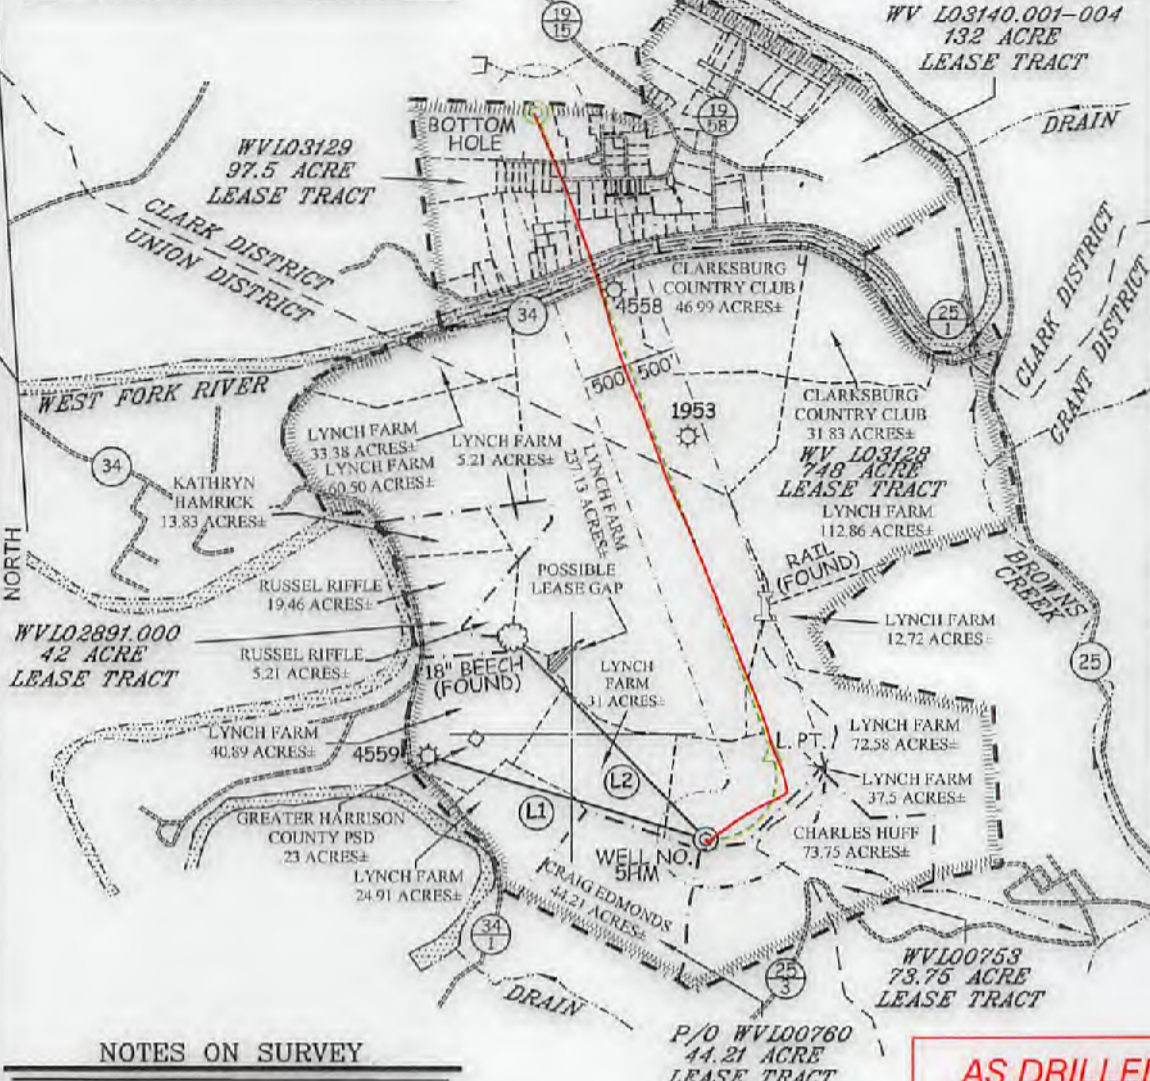 19
15
WV L03140.001-004
132 ACRE
LEASE TRACT
BOTTOM
HOLE
19
58
DRAIN
WVL03129
97.5 ACRE
LEASE TRACT
CLARK DISTRICT
UNION DISTRICT
CLARKSBURG
COUNTRY CLUB
46.99 ACRES±
4558
34
25
1
CLARK DISTRICT
GRANT DISTRICT
500'
500'
WEST FORK RIVER
1953
CLARKSBURG
COUNTRY CLUB
31.83 ACRES±
LYNCH FARM
33.38 ACRES±
LYNCH FARM
60.50 ACRES±
LYNCH FARM
5.21 ACRES±
LYNCH FARM
237.13 ACRES±
WV L03128
748 ACRE
LEASE TRACT
LYNCH FARM
112.86 ACRES±
34
KATHRYN
HAMRICK
13.83 ACRES±
NORTH
RAIL
(FOUND)
BROWNS
CREEK
POSSIBLE
LEASE GAP
RUSSEL RIFFLE
19.46 ACRES±
LYNCH FARM
12.72 ACRES±
WVL02891.000
42 ACRE
LEASE TRACT
RUSSEL RIFFLE
5.21 ACRES±
18" BEECH
(FOUND)
LYNCH
FARM
31 ACRES±
25
LYNCH FARM
40.89 ACRES±
4559
L. PT.
LYNCH FARM
72.58 ACRES±
L2
LYNCH FARM
37.5 ACRES±
L1
GREATER HARRISON
COUNTY PSD
23 ACRES±
CHARLES HUFF
73.75 ACRES±
WELL NO.
5HM
LYNCH FARM
24.91 ACRES±
CRAIG EDMONDS
44.21 ACRES±
34
1
25
3
WVL00753
73.75 ACRE
LEASE TRACT
DRAIN
P/O WVL00760
44.21 ACRE
LEASE TRACT
NOTES ON SURVEY
AS DRILLED